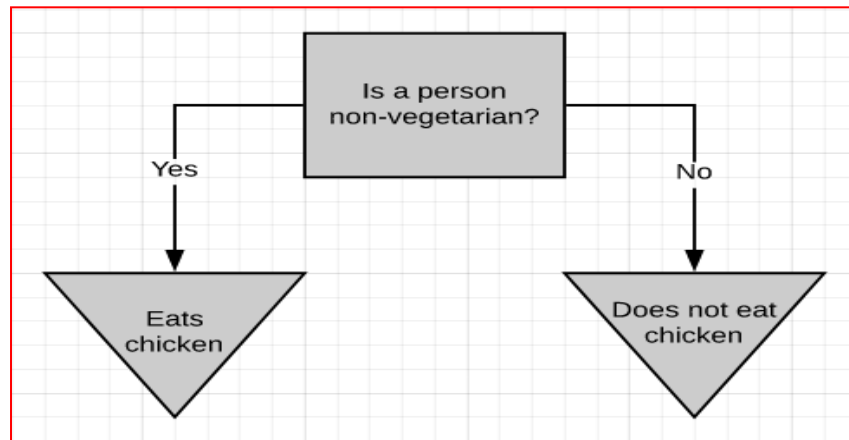 Is a person
non-vegetarian?
Yes
No
Eats
chicken
Does not eat
chicken